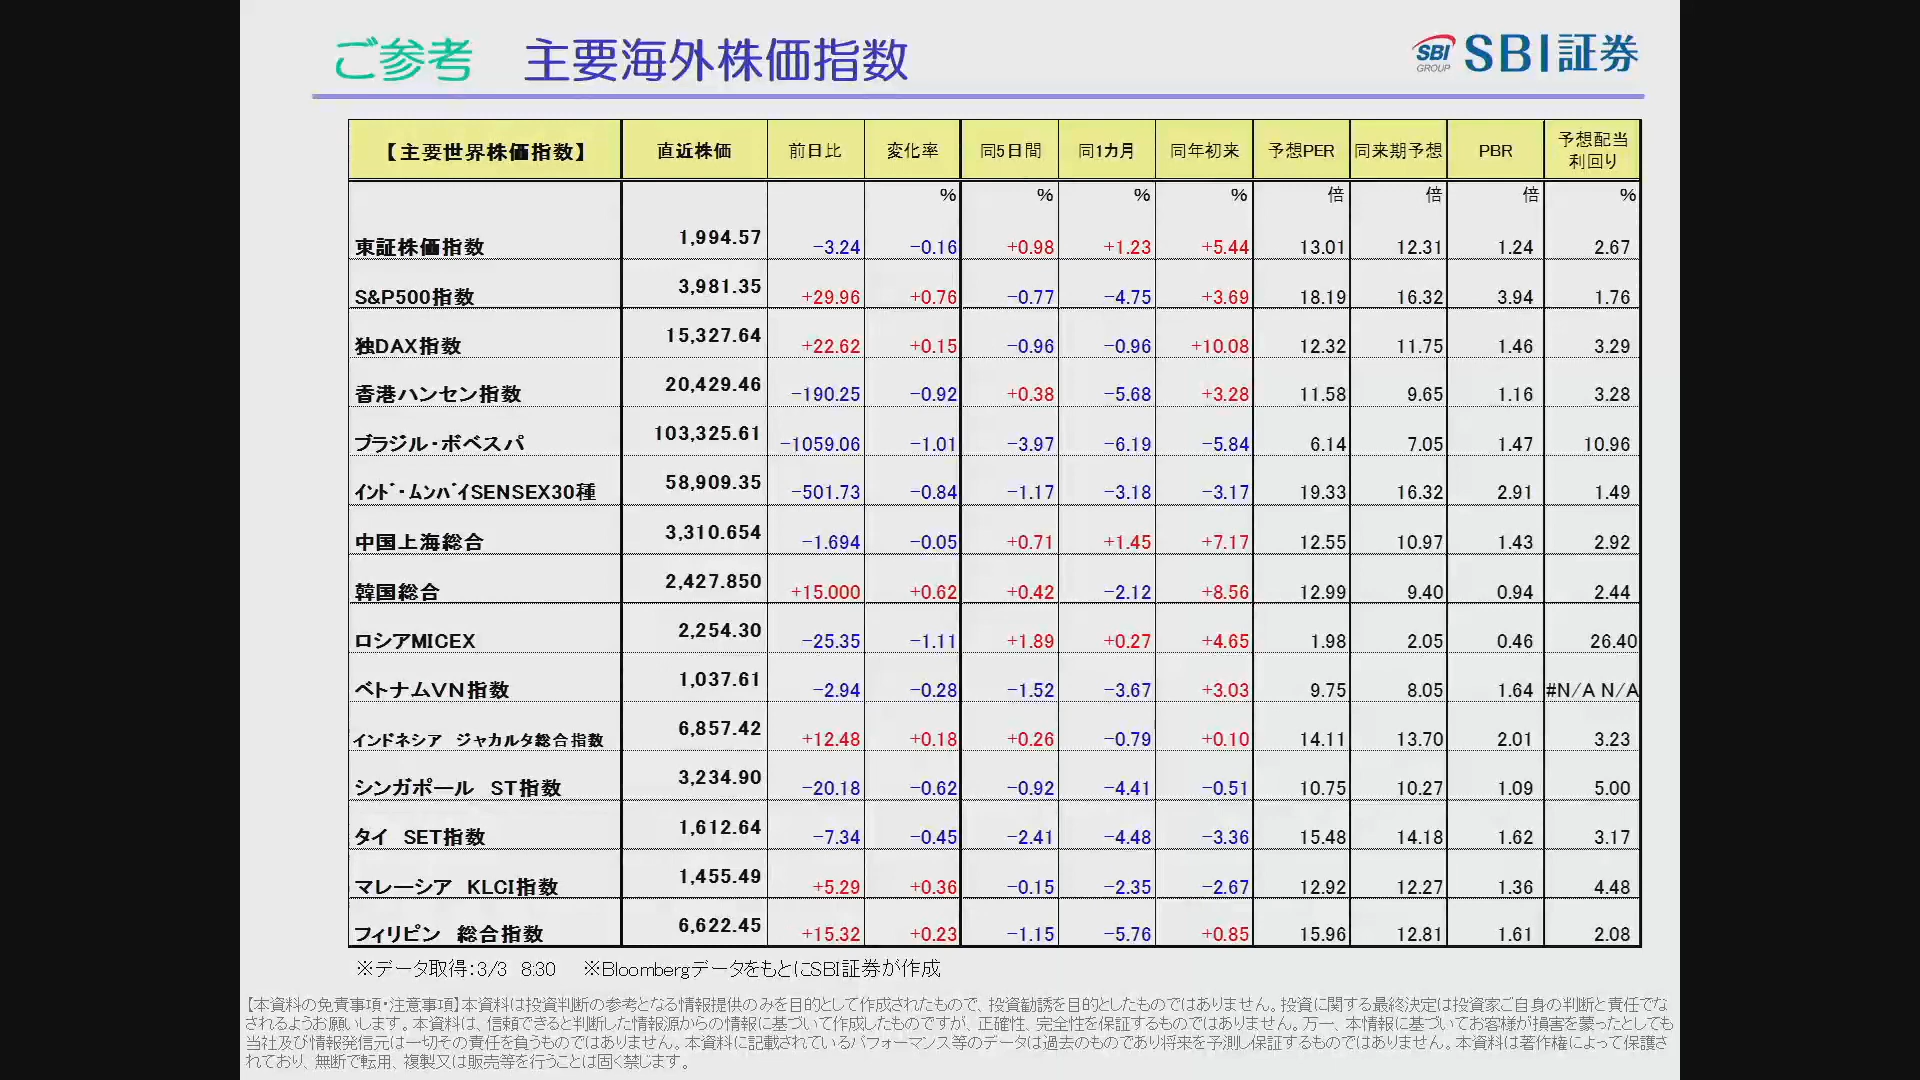 ご参考　主要海外株価指数
SBI GROUP SBI証券
【主要世界株価指数】 直近株価 前日比 変化率 同5日間 同1カ月 同年初来 予想PER 同来期予想 PBR 予想配当利回り
% % % % 倍 倍 倍 %
東証株価指数 1,994.57 −3.24 −0.16 +0.98 +1.23 +5.44 13.01 12.31 1.24 2.67
S&P500指数 3,981.35 +29.96 +0.76 −0.77 −4.75 +3.69 18.19 16.32 3.94 1.76
独DAX指数 15,327.64 +22.62 +0.15 −0.96 −0.96 +10.08 12.32 11.75 1.46 3.29
香港ハンセン指数 20,429.46 −190.25 −0.92 +0.38 −5.68 +3.28 11.58 9.65 1.16 3.28
ブラジル・ボベスパ 103,325.61 −1059.06 −1.01 −3.97 −6.19 −5.84 6.14 7.05 1.47 10.96
ｲﾝﾄﾞ・ﾑﾝﾊﾞｲSENSEX30種 58,909.35 −501.73 −0.84 −1.17 −3.18 −3.17 19.33 16.32 2.91 1.49
中国上海総合 3,310.654 −1.694 −0.05 +0.71 +1.45 +7.17 12.55 10.97 1.43 2.92
韓国総合 2,427.850 +15.000 +0.62 +0.42 −2.12 +8.56 12.99 9.40 0.94 2.44
ロシアMICEX 2,254.30 −25.35 −1.11 +1.89 +0.27 +4.65 1.98 2.05 0.46 26.40
ベトナムVN指数 1,037.61 −2.94 −0.28 −1.52 −3.67 +3.03 9.75 8.05 1.64 #N/A N/A
インドネシア　ジャカルタ総合指数 6,857.42 +12.48 +0.18 +0.26 −0.79 +0.10 14.11 13.70 2.01 3.23
シンガポール　ST指数 3,234.90 −20.18 −0.62 −0.92 −4.41 −0.51 10.75 10.27 1.09 5.00
タイ　SET指数 1,612.64 −7.34 −0.45 −2.41 −4.48 −3.36 15.48 14.18 1.62 3.17
マレーシア　KLCI指数 1,455.49 +5.29 +0.36 −0.15 −2.35 −2.67 12.92 12.27 1.36 4.48
フィリピン　総合指数 6,622.45 +15.32 +0.23 −1.15 −5.76 +0.85 15.96 12.81 1.61 2.08
※データ取得：3/3　8:30　※BloombergデータをもとにSBI証券が作成
【本資料の免責事項・注意事項】本資料は投資判断の参考となる情報提供のみを目的として作成されたもので、投資勧誘を目的としたものではありません。投資に関する最終決定は投資家ご自身の判断と責任でな
されるようお願いします。本資料は、信頼できると判断した情報源からの情報に基づいて作成したものですが、正確性、完全性を保証するものではありません。万一、本情報に基づいてお客様が損害を蒙ったとしても
当社及び情報発信元は一切その責任を負うものではありません。本資料に記載されているパフォーマンス等のデータは過去のものであり将来を予測し保証するものではありません。本資料は著作権によって保護さ
れており、無断で転用、複製又は販売等を行うことは固く禁じます。